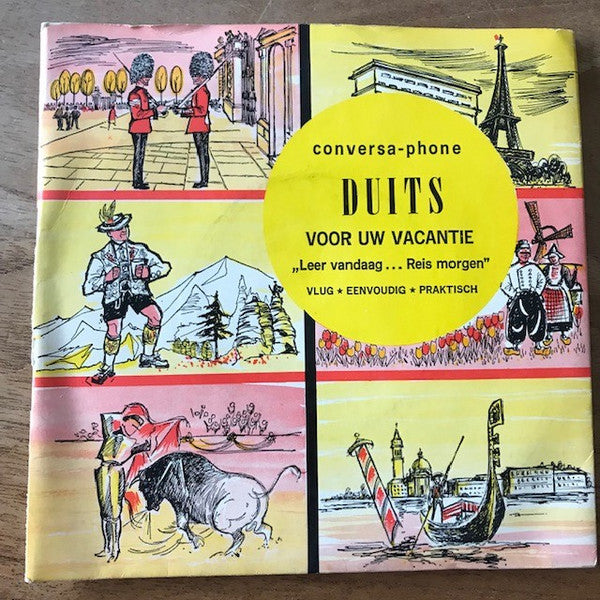 conversa-phone
DUITS
VOOR UW VACANTIE
„Leer vandaag... Reis morgen”
VLUG ★ EENVOUDIG ★ PRAKTISCH